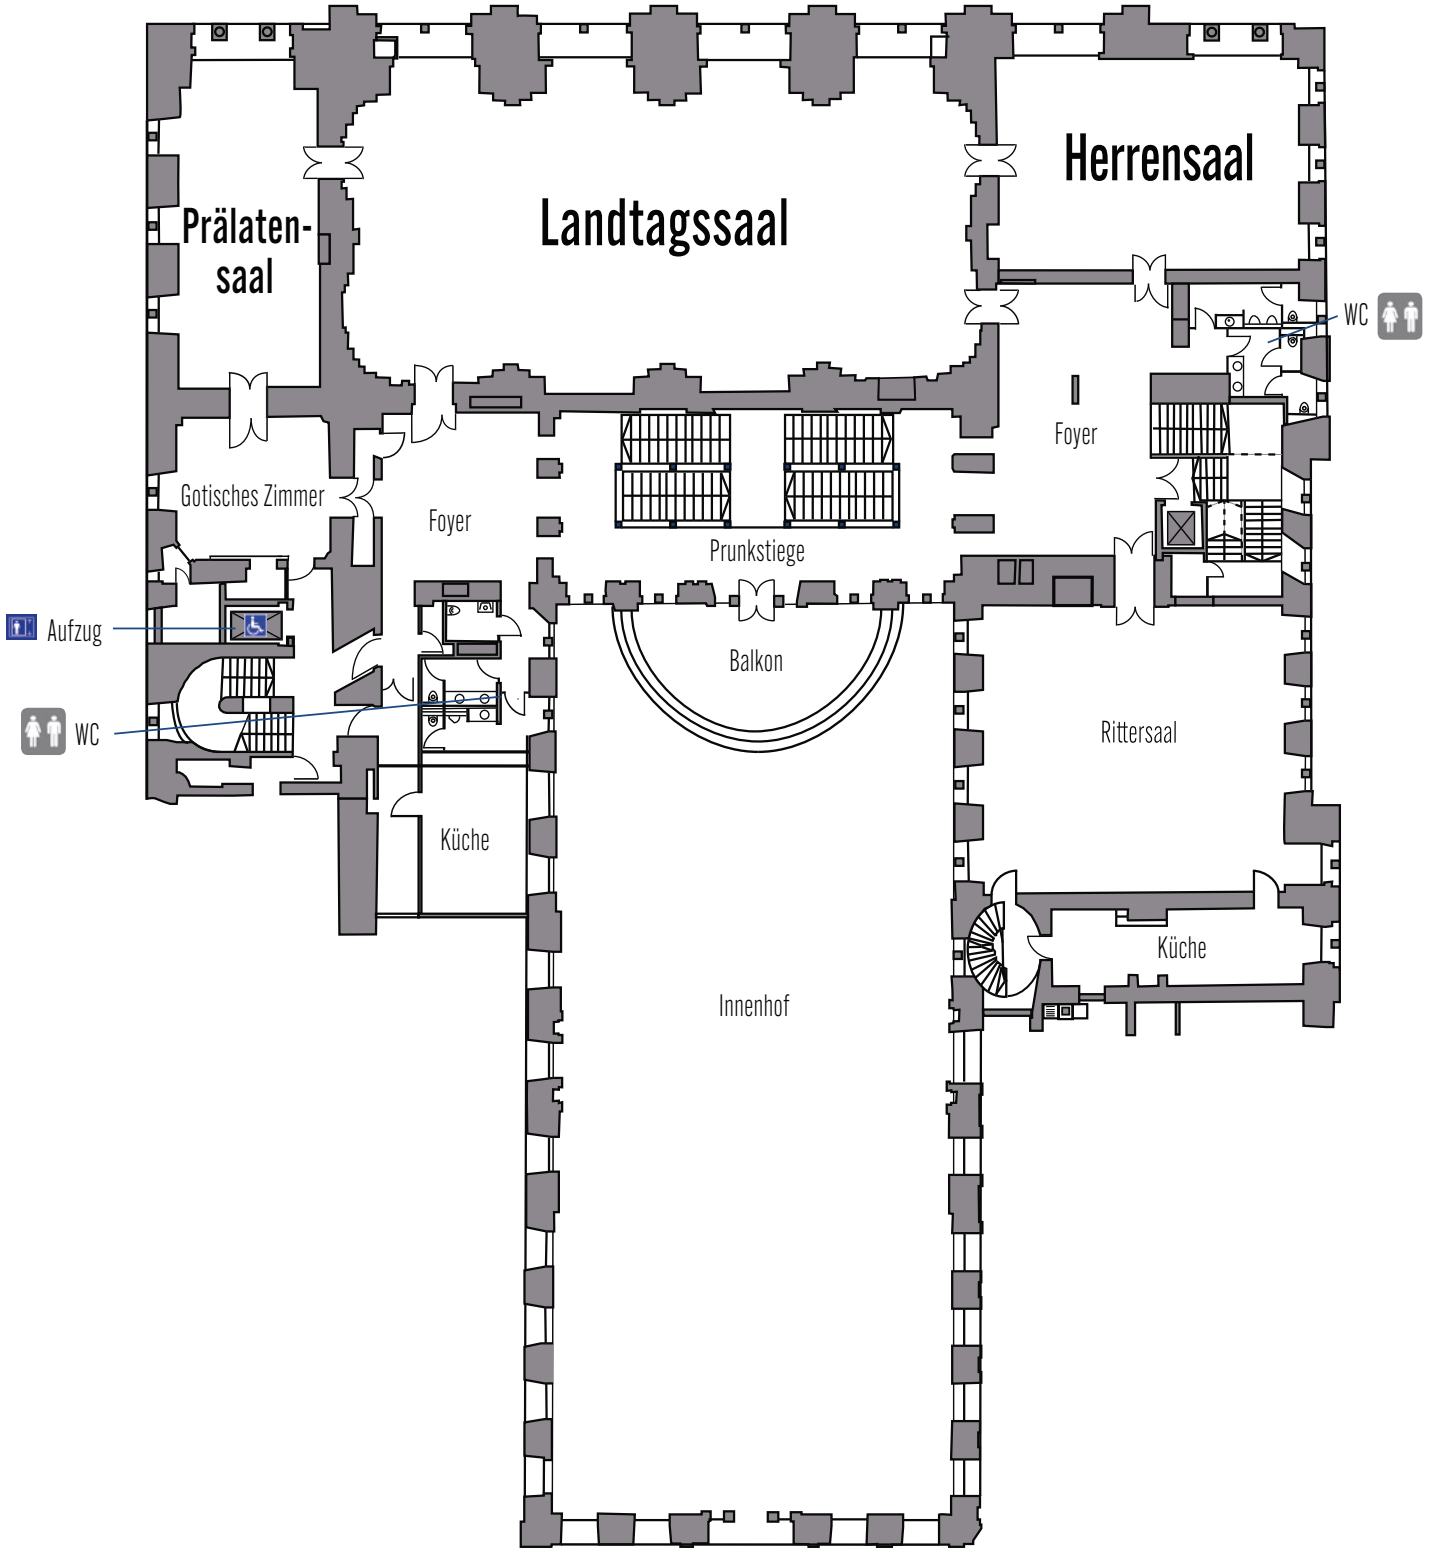 Herrensaal
Landtagssaal
Prälaten-
saal
WC
Foyer
Gotisches Zimmer
Foyer
Prunkstiege
Aufzug
Balkon
WC
Rittersaal
Küche
Küche
Innenhof